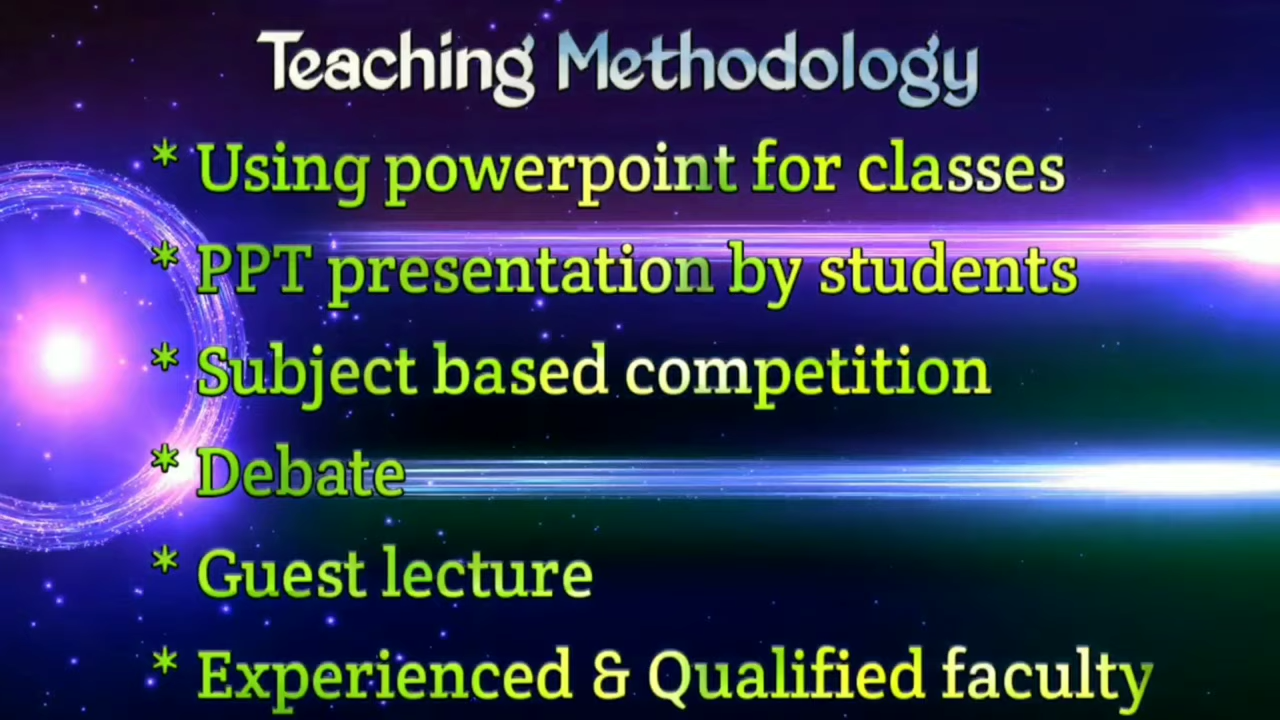 Teaching Methodology
* Using powerpoint for classes
* PPT presentation by students
* Subject based competition
* Debate
* Guest lecture
* Experienced & Qualified faculty